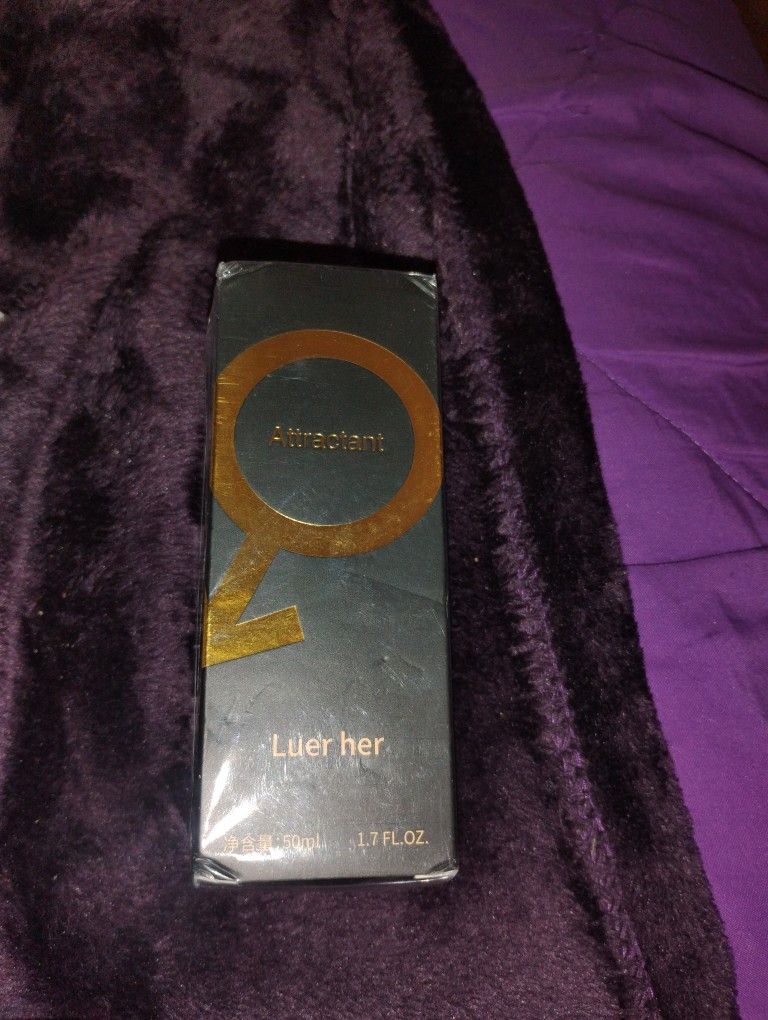 Attractant
Luer her
净含量:50ml 1.7 FL.OZ.